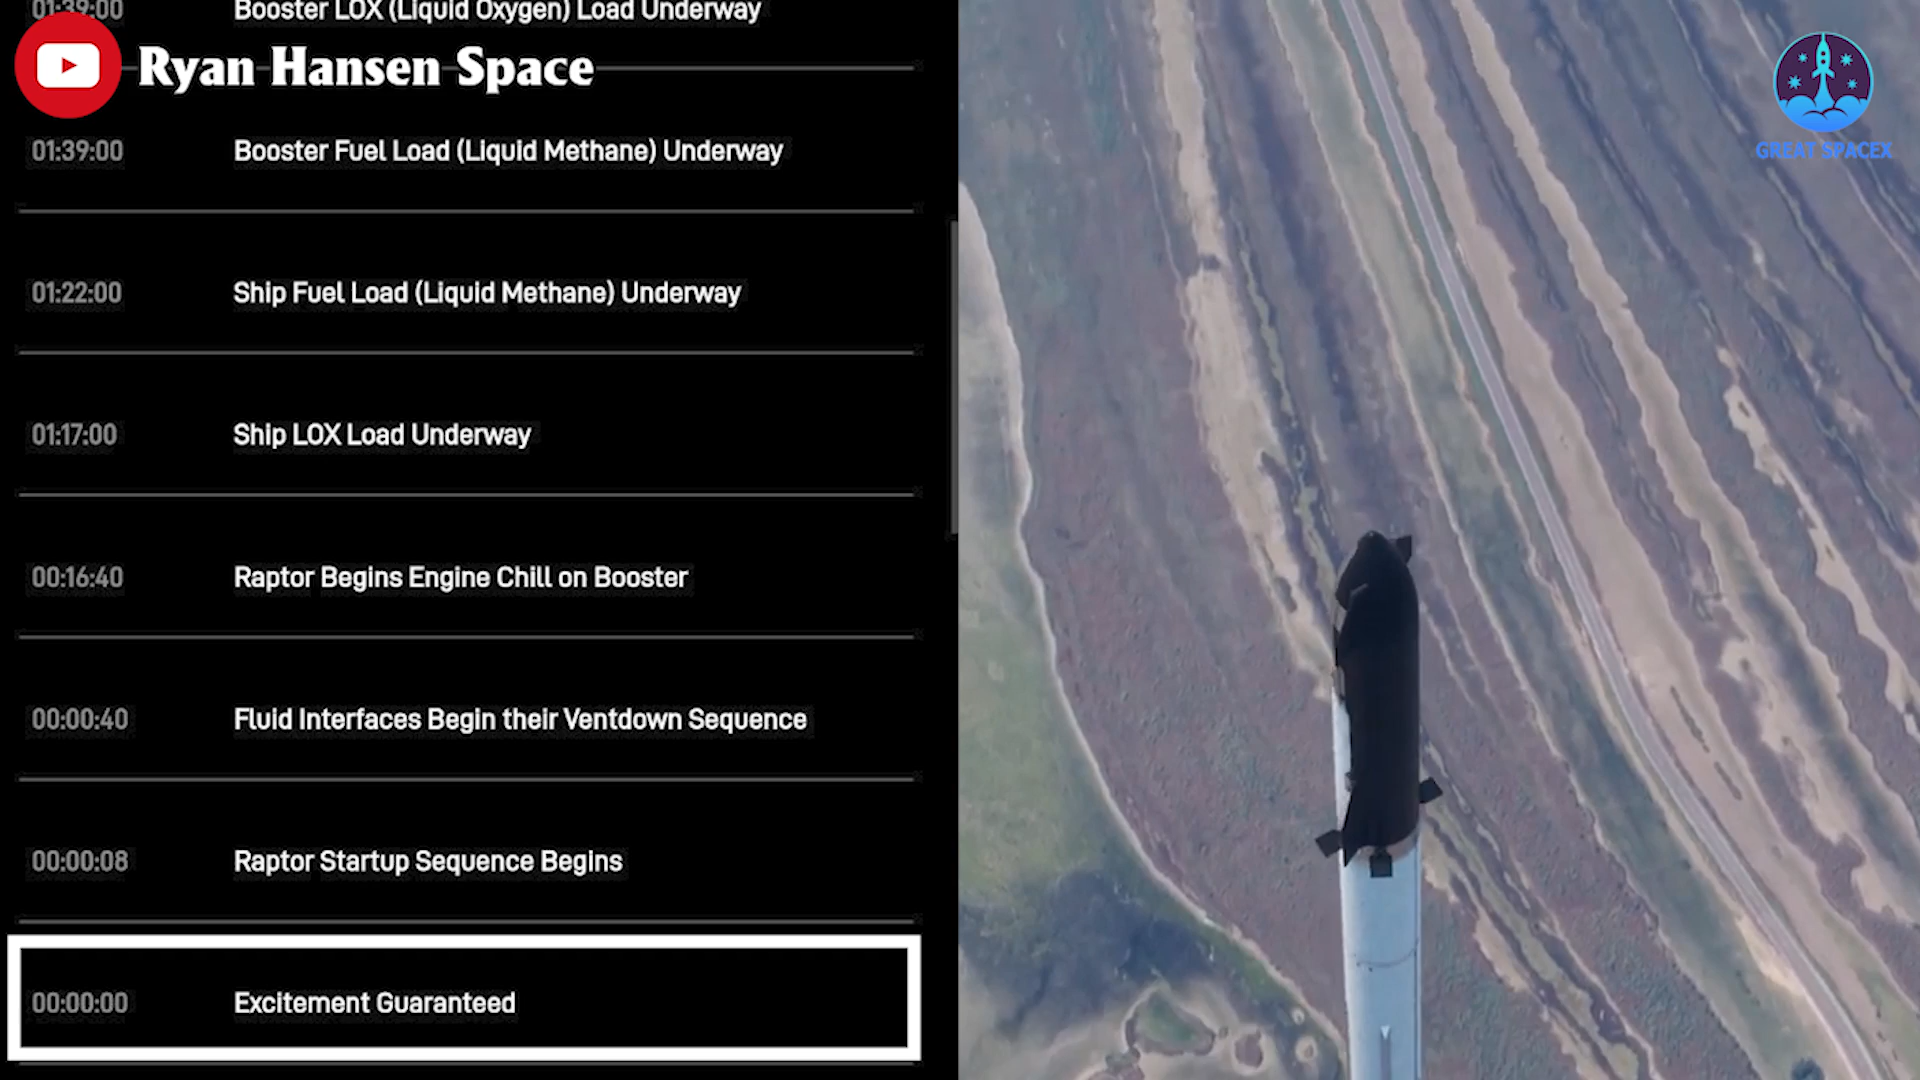 01:39:00 Booster LOX (Liquid Oxygen) Load Underway
Ryan Hansen Space
GREAT SPACEX
01:39:00 Booster Fuel Load (Liquid Methane) Underway
01:22:00 Ship Fuel Load (Liquid Methane) Underway
01:17:00 Ship LOX Load Underway
00:16:40 Raptor Begins Engine Chill on Booster
00:00:40 Fluid Interfaces Begin their Ventdown Sequence
00:00:08 Raptor Startup Sequence Begins
00:00:00 Excitement Guaranteed